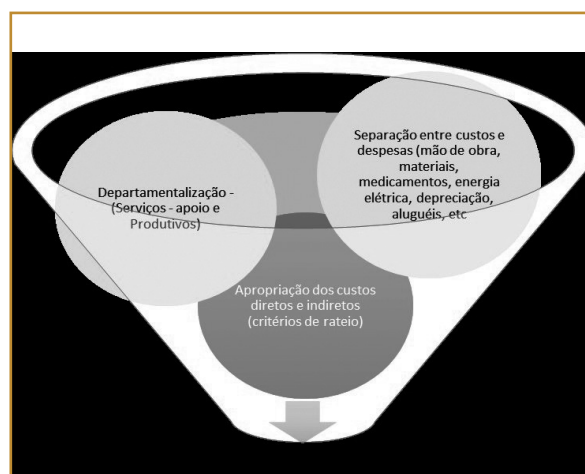 Departamentalização -
(Serviços - apoio e
Produtivos)
Separação entre custos e
despesas (mão de obra,
materiais,
medicamentos, energia
elétrica, depreciação,
aluguéis, etc
Apropriação dos custos
diretos e indiretos
(critérios de rateio)